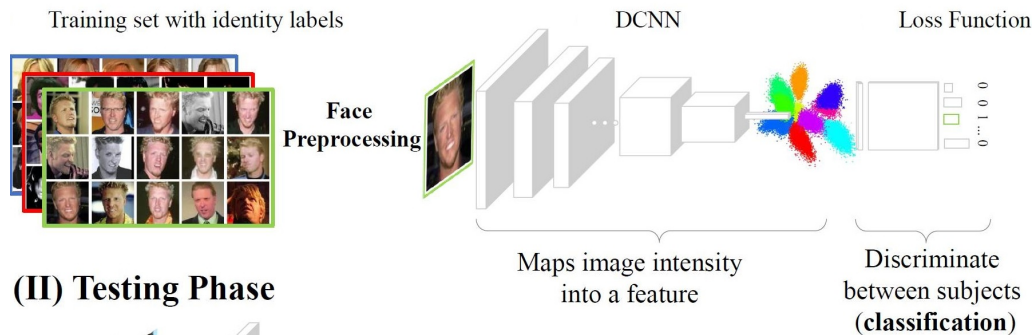 Training set with identity labels
DCNN
Loss Function
Face
Preprocessing
0
0
1
...
0
Maps image intensity
into a feature
Discriminate
between subjects
(classification)
(II) Testing Phase